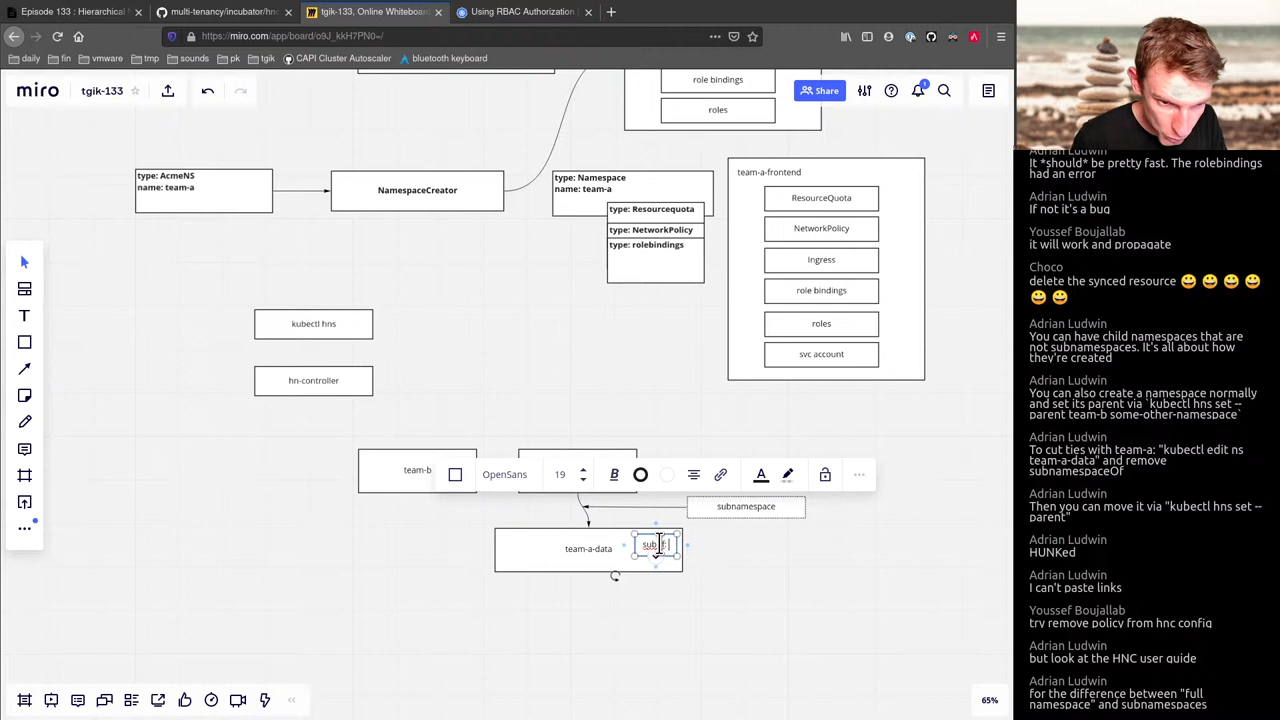 Episode 133 : Hierarchical N
multi-tenancy/incubator/hnc
tgik-133, Online Whiteboard
Using RBAC Authorization |
https://miro.com/app/board/o9J_kkH7PN0=/
daily
fin
vmware
tmp
sounds
pk
tgik
CAPI Cluster Autoscaler
bluetooth keyboard
miro
tgik-133
Share
role bindings
roles
type: AcmeNS
name: team-a
NamespaceCreator
type: Namespace
name: team-a
type: Resourcequota
type: NetworkPolicy
type: rolebindings
team-a-frontend
ResourceQuota
NetworkPolicy
Ingress
role bindings
roles
svc account
kubectl hns
hn-controller
team-b
OpenSans
19
subnamespace
team-a-data
65%
Adrian Ludwin
It *should* be pretty fast. The rolebindings
had an error
Adrian Ludwin
If not it's a bug
Youssef Boujallab
it will work and propagate
Choco
delete the synced resource 😀 😀 😀 😀
😀 😀
Adrian Ludwin
You can have child namespaces that are
not subnamespaces. It's all about how
they're created
Adrian Ludwin
You can also create a namespace normally
and set its parent via `kubectl hns set --
parent team-b some-other-namespace`
Adrian Ludwin
To cut ties with team-a: "kubectl edit ns
team-a-data" and remove
subnamespaceOf
Adrian Ludwin
Then you can move it via "kubectl hns set --
parent"
Adrian Ludwin
HUNKed
Adrian Ludwin
I can't paste links
Youssef Boujallab
try remove policy from hnc config
Adrian Ludwin
but look at the HNC user guide
Adrian Ludwin
for the difference between "full
namespace" and subnamespaces